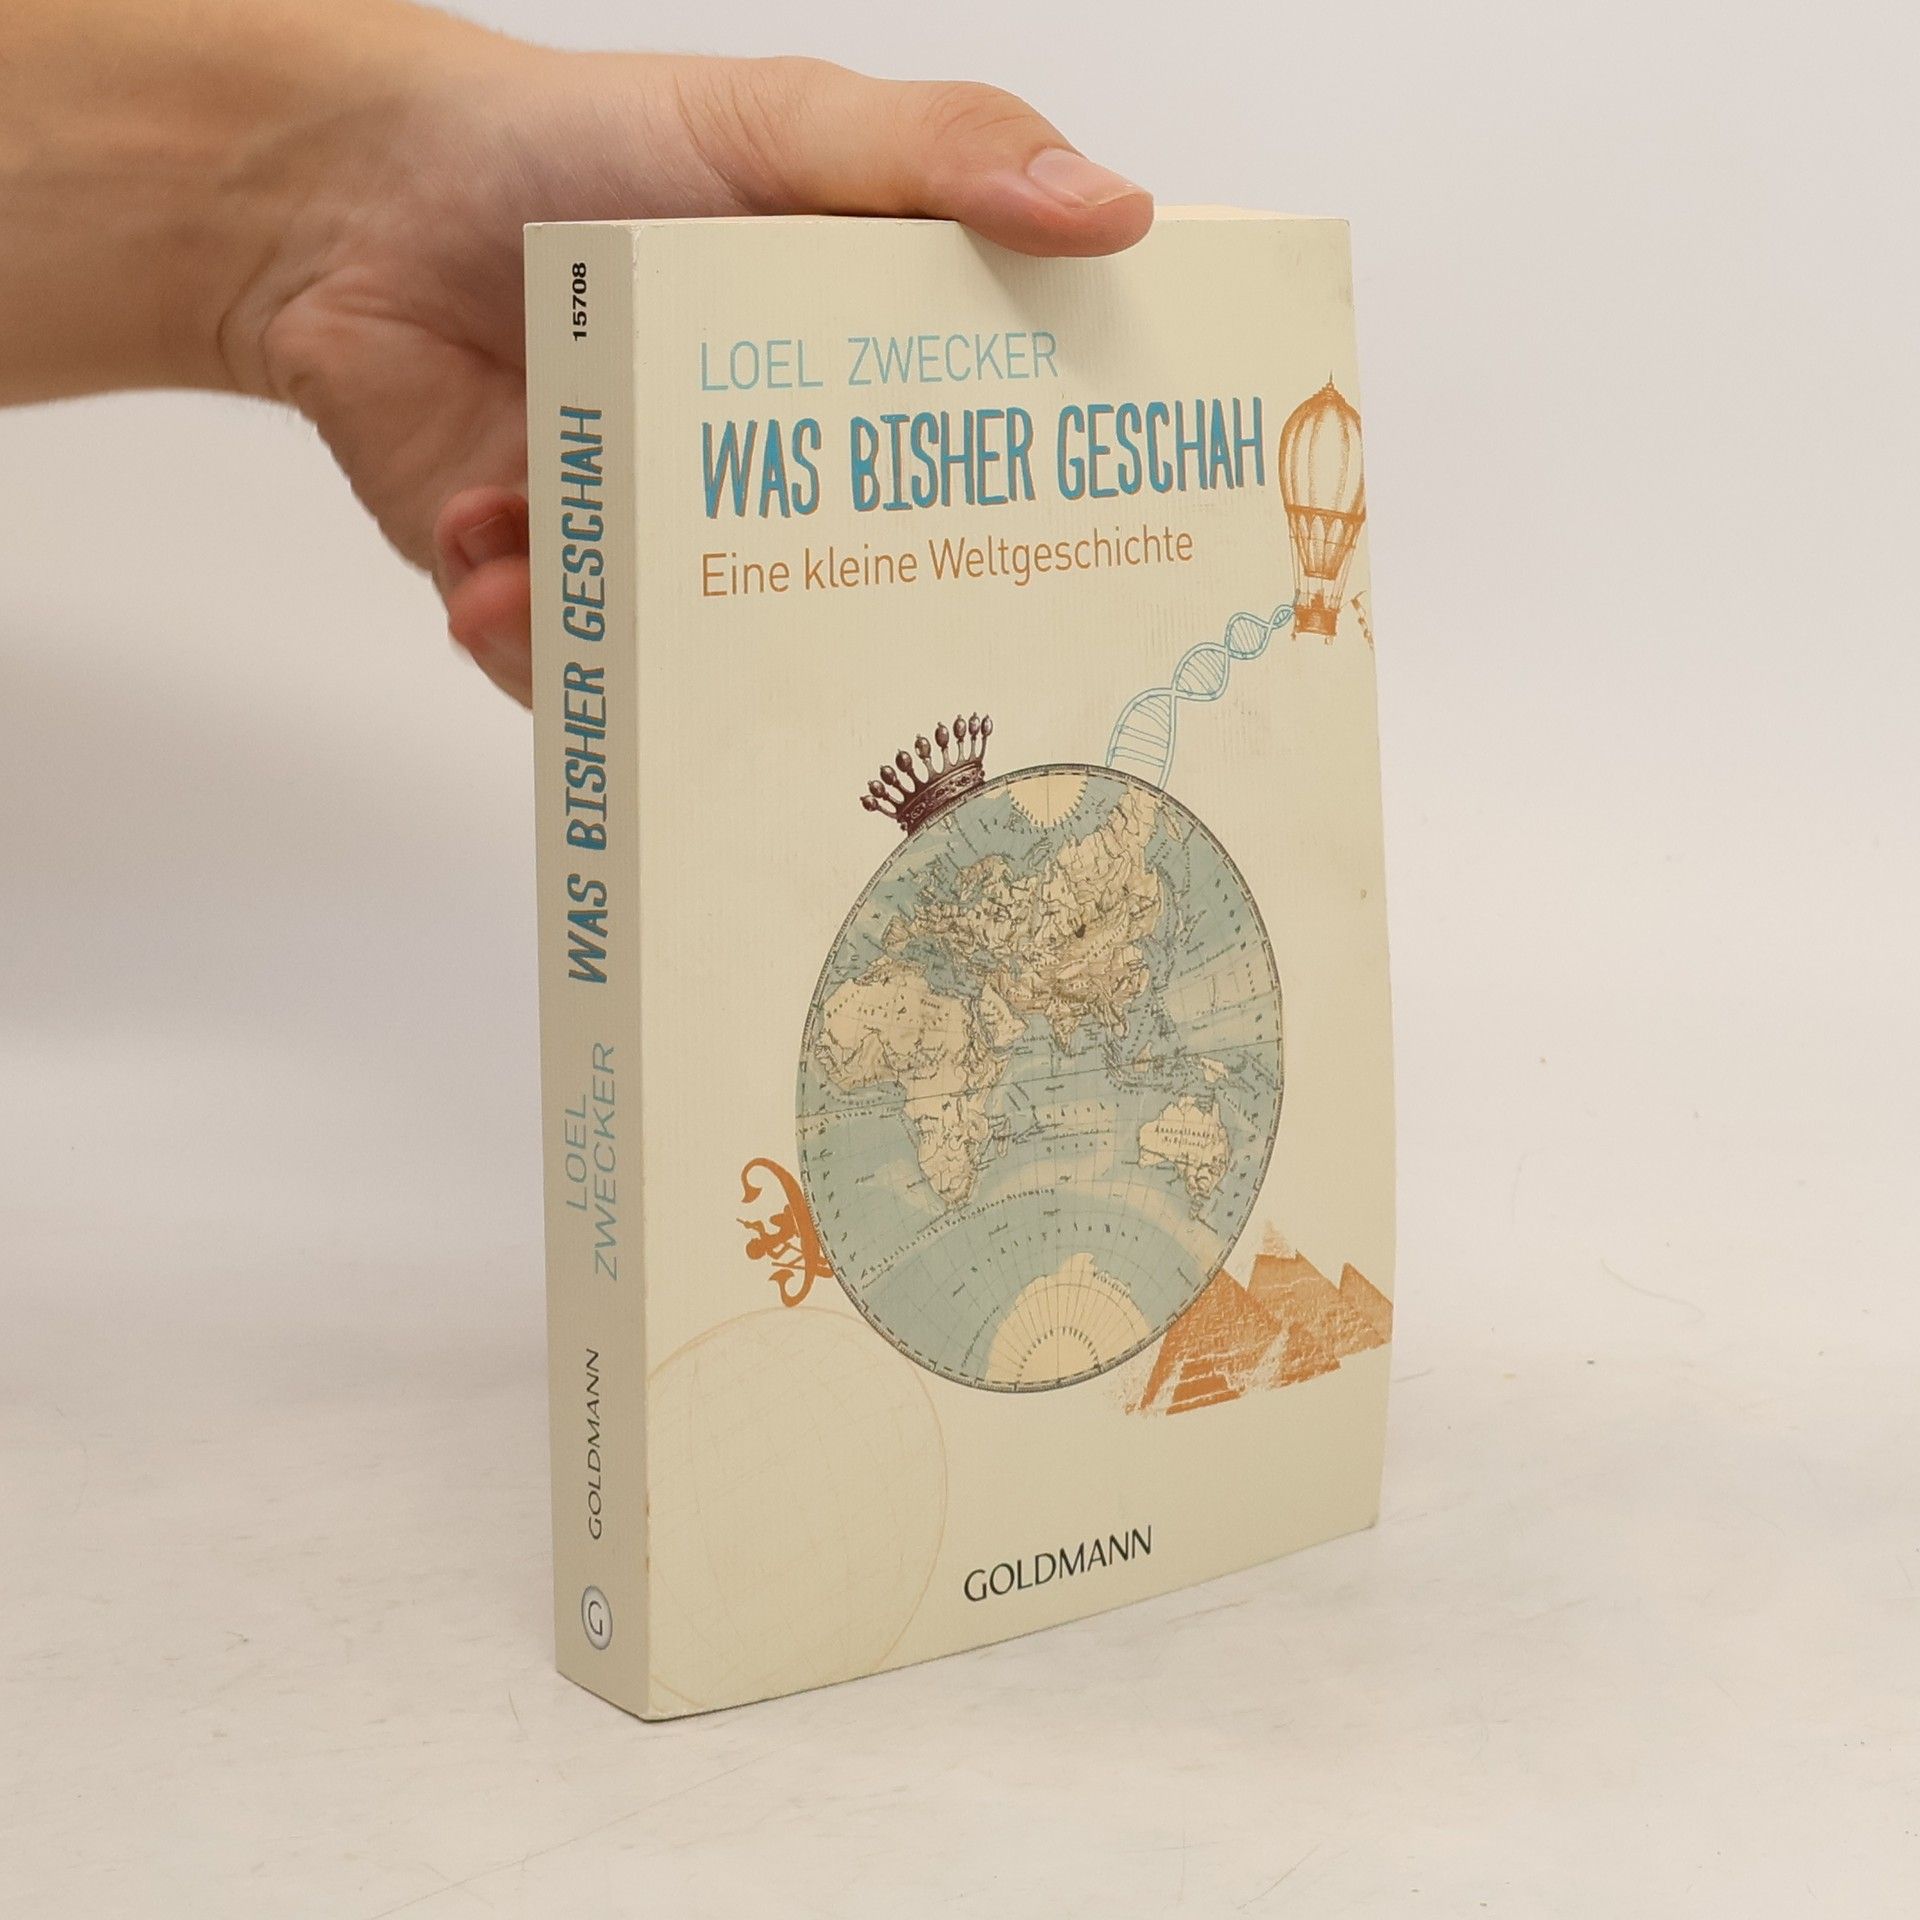 LOEL ZWECKER
WAS BISHER GESCHAH
Eine kleine Weltgeschichte
GOLDMANN
15708
WAS BISHER GESCHAH
LOEL
ZWECKER
GOLDMANN
G